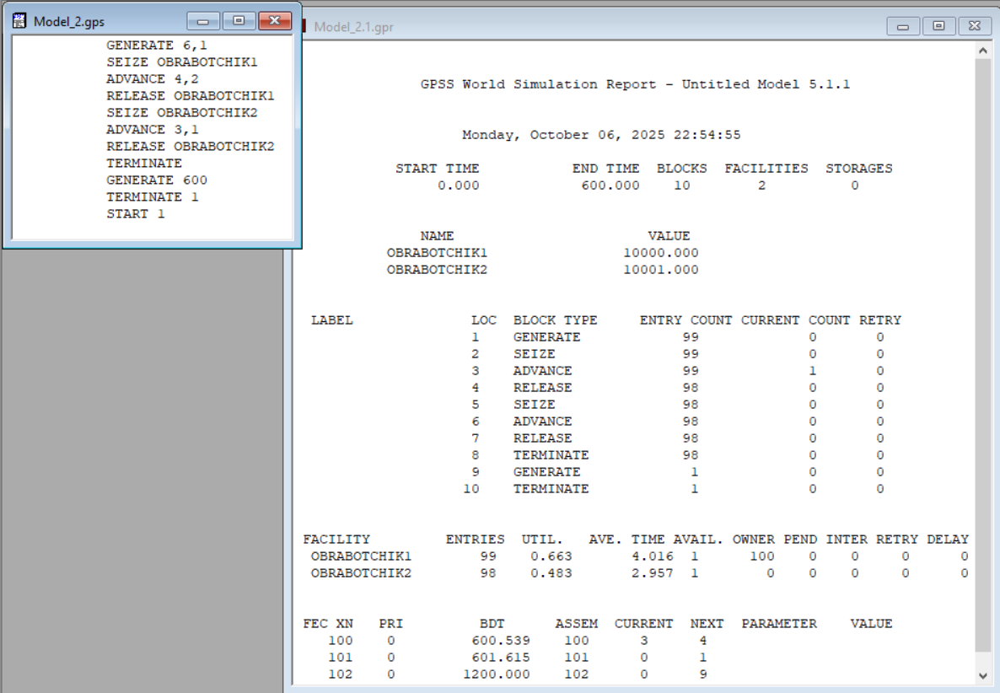 Model_2.gps
GENERATE 6,1
SEIZE OBRABOTCHIK1
ADVANCE 4,2
RELEASE OBRABOTCHIK1
SEIZE OBRABOTCHIK2
ADVANCE 3,1
RELEASE OBRABOTCHIK2
TERMINATE
GENERATE 600
TERMINATE 1
START 1
Model_2.1.gpr
GPSS World Simulation Report - Untitled Model 5.1.1
Monday, October 06, 2025 22:54:55
START TIME END TIME BLOCKS FACILITIES STORAGES
0.000 600.000 10 2 0
NAME VALUE
OBRABOTCHIK1 10000.000
OBRABOTCHIK2 10001.000
LABEL LOC BLOCK TYPE ENTRY COUNT CURRENT COUNT RETRY
1 GENERATE 99 0 0
2 SEIZE 99 0 0
3 ADVANCE 99 1 0
4 RELEASE 98 0 0
5 SEIZE 98 0 0
6 ADVANCE 98 0 0
7 RELEASE 98 0 0
8 TERMINATE 98 0 0
9 GENERATE 1 0 0
10 TERMINATE 1 0 0
FACILITY ENTRIES UTIL. AVE. TIME AVAIL. OWNER PEND INTER RETRY DELAY
OBRABOTCHIK1 99 0.663 4.016 1 100 0 0 0 0
OBRABOTCHIK2 98 0.483 2.957 1 0 0 0 0 0
FEC XN PRI BDT ASSEM CURRENT NEXT PARAMETER VALUE
100 0 600.539 100 3 4
101 0 601.615 101 0 1
102 0 1200.000 102 0 9